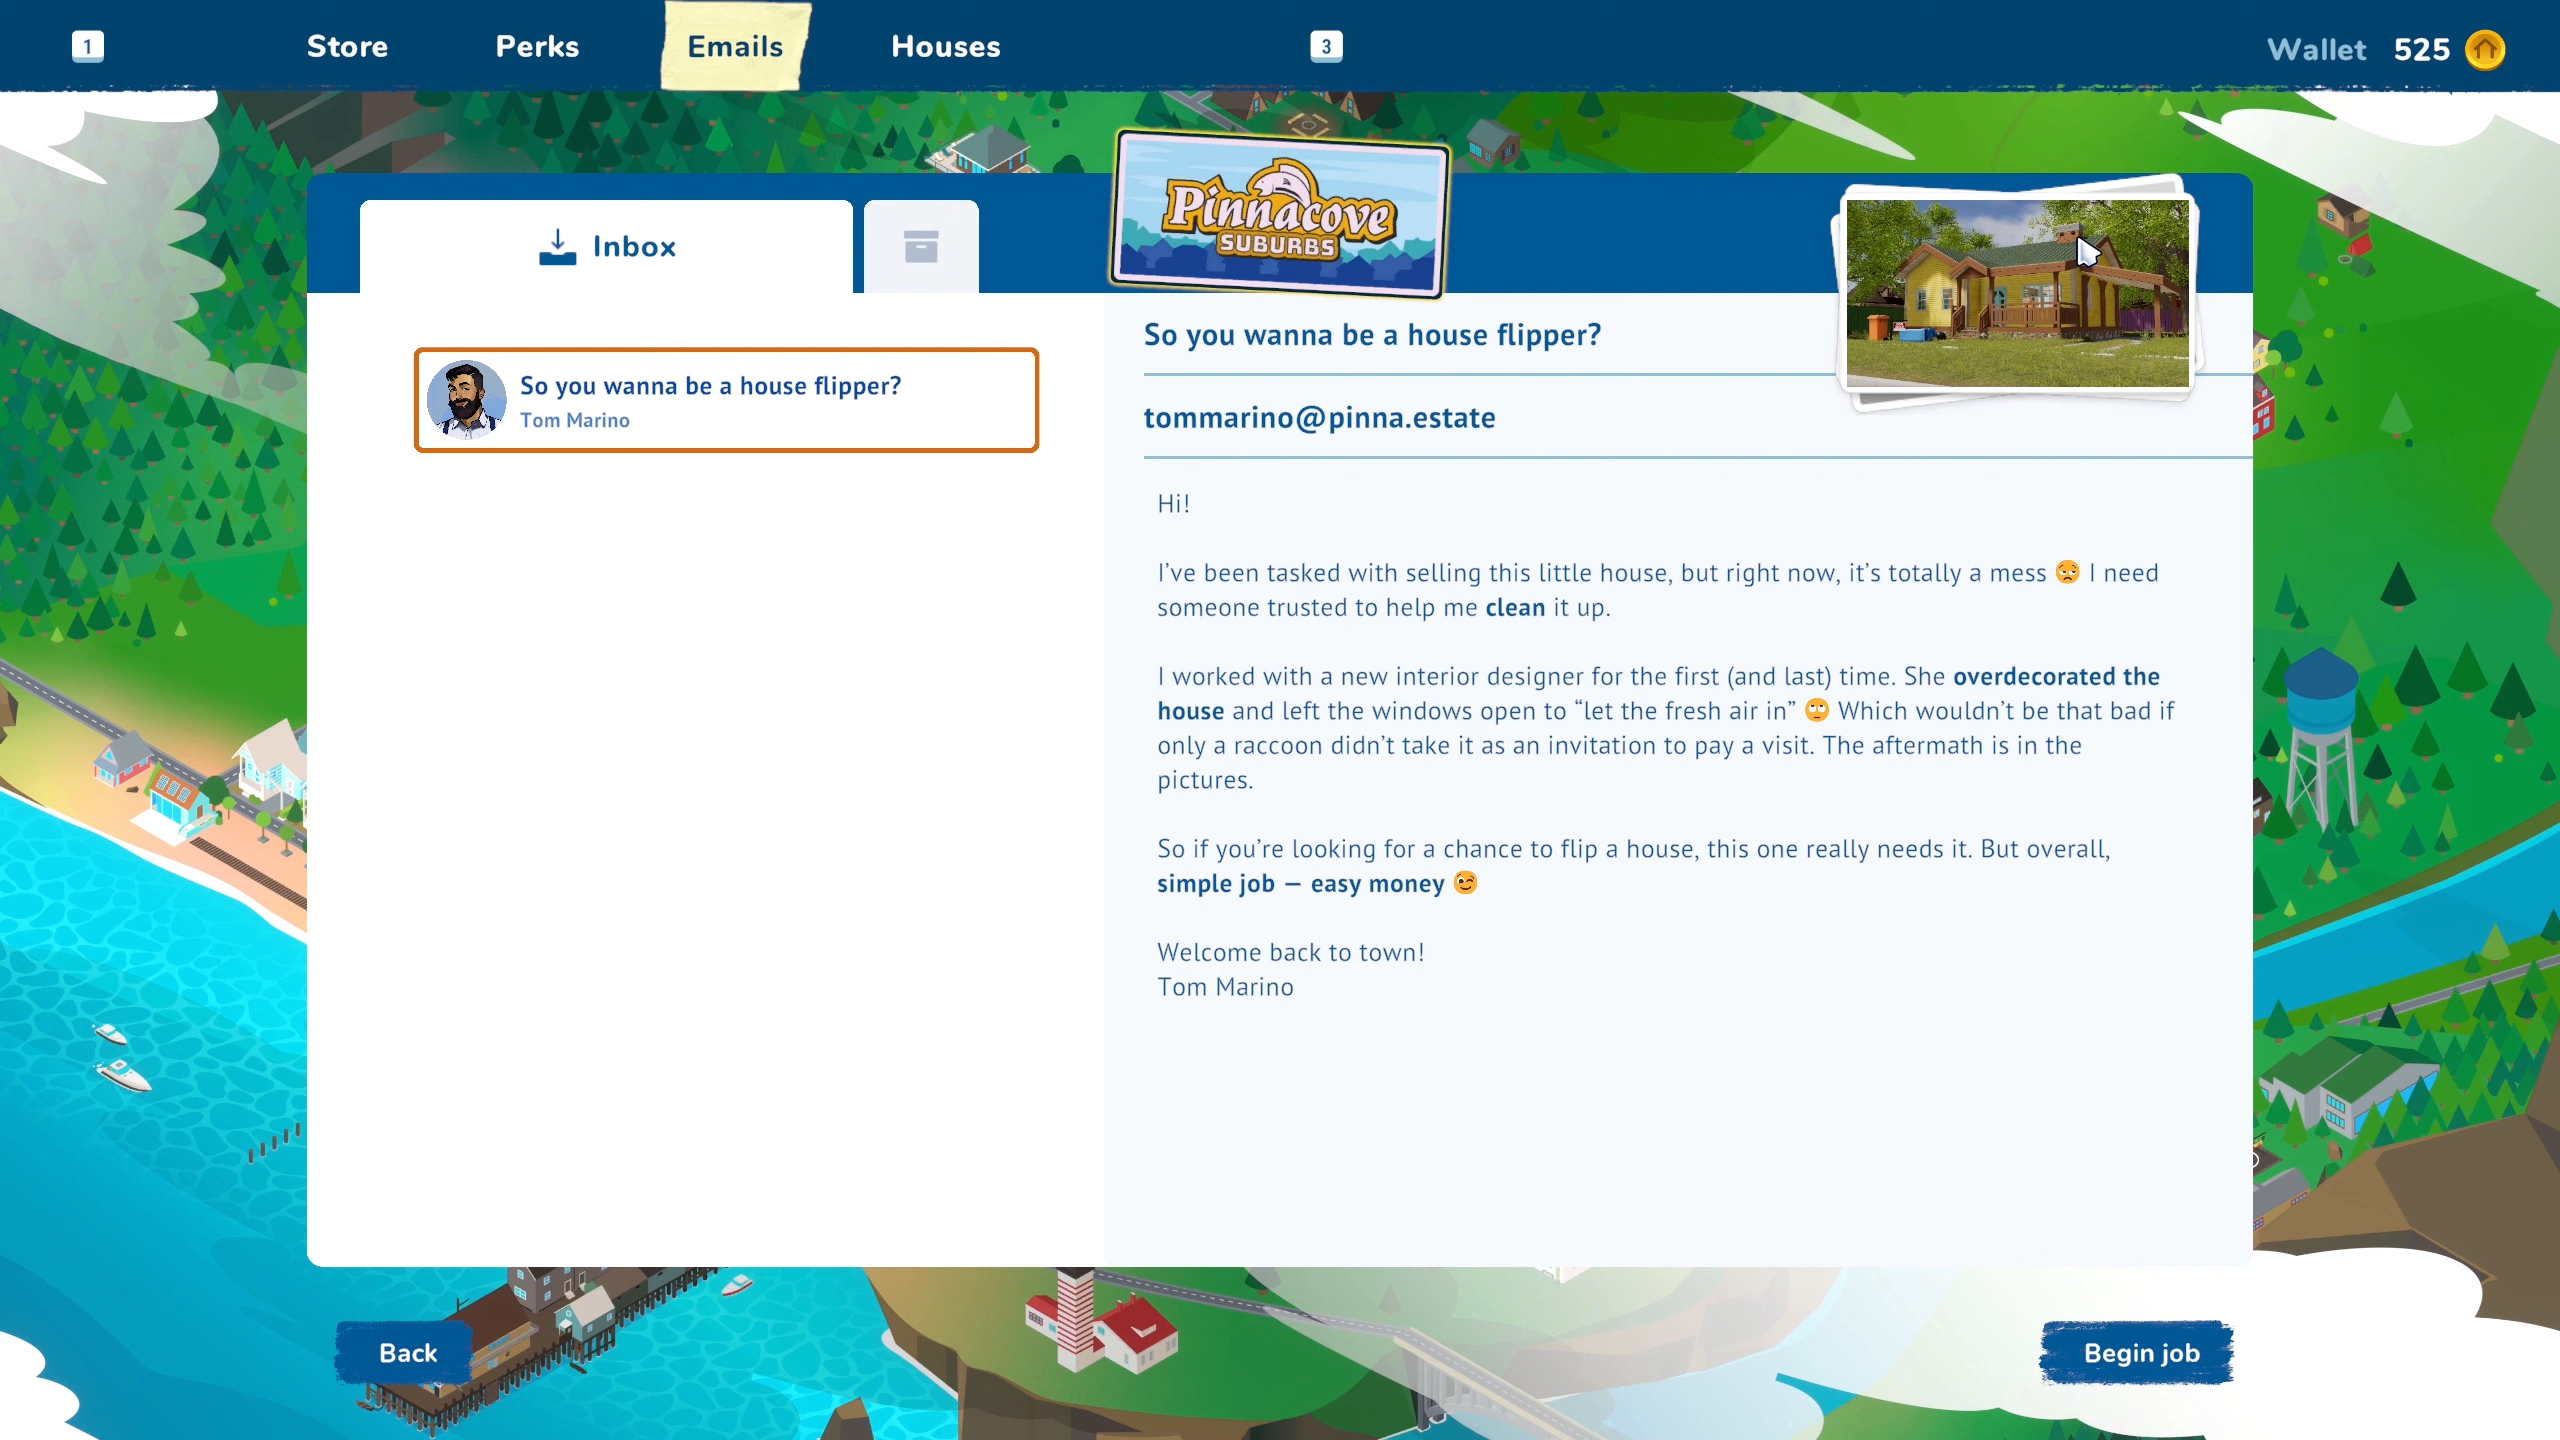 1 Store Perks Emails Houses 3 Wallet 525
Pinnacove
SUBURBS
Inbox
So you wanna be a house flipper?
Tom Marino
So you wanna be a house flipper?
tommarino@pinna.estate
Hi!
I've been tasked with selling this little house, but right now, it's totally a mess 😒 I need
someone trusted to help me clean it up.
I worked with a new interior designer for the first (and last) time. She overdecorated the
house and left the windows open to “let the fresh air in” 🙄 Which wouldn't be that bad if
only a raccoon didn't take it as an invitation to pay a visit. The aftermath is in the
pictures.
So if you're looking for a chance to flip a house, this one really needs it. But overall,
simple job — easy money 😉
Welcome back to town!
Tom Marino
Back
Begin job